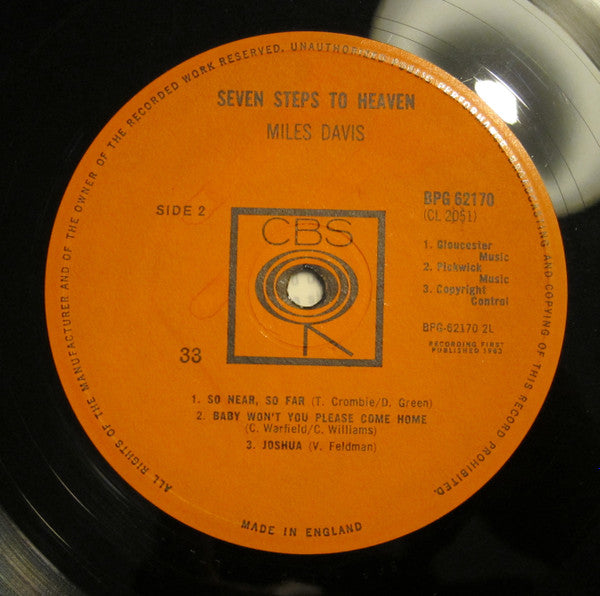 ALL RIGHTS OF THE MANUFACTURER AND OF THE OWNER OF THE RECORDED WORK RESERVED. UNAUTHORISED PUBLIC PERFORMANCE BROADCASTING AND COPYING OF THIS RECORD PROHIBITED.
SEVEN STEPS TO HEAVEN
MILES DAVIS
SIDE 2
BPG 62170
(CL 2051)
CBS
1. Gloucester
Music
2. Pickwick
Music
3. Copyright
Control
BPG-62170 2L
RECORDING FIRST
PUBLISHED 1963
33
1. SO NEAR, SO FAR (T. Crombie/D. Green)
2. BABY WON'T YOU PLEASE COME HOME
(C. Warfield/C. Williams)
3. JOSHUA (V. Feldman)
MADE IN ENGLAND